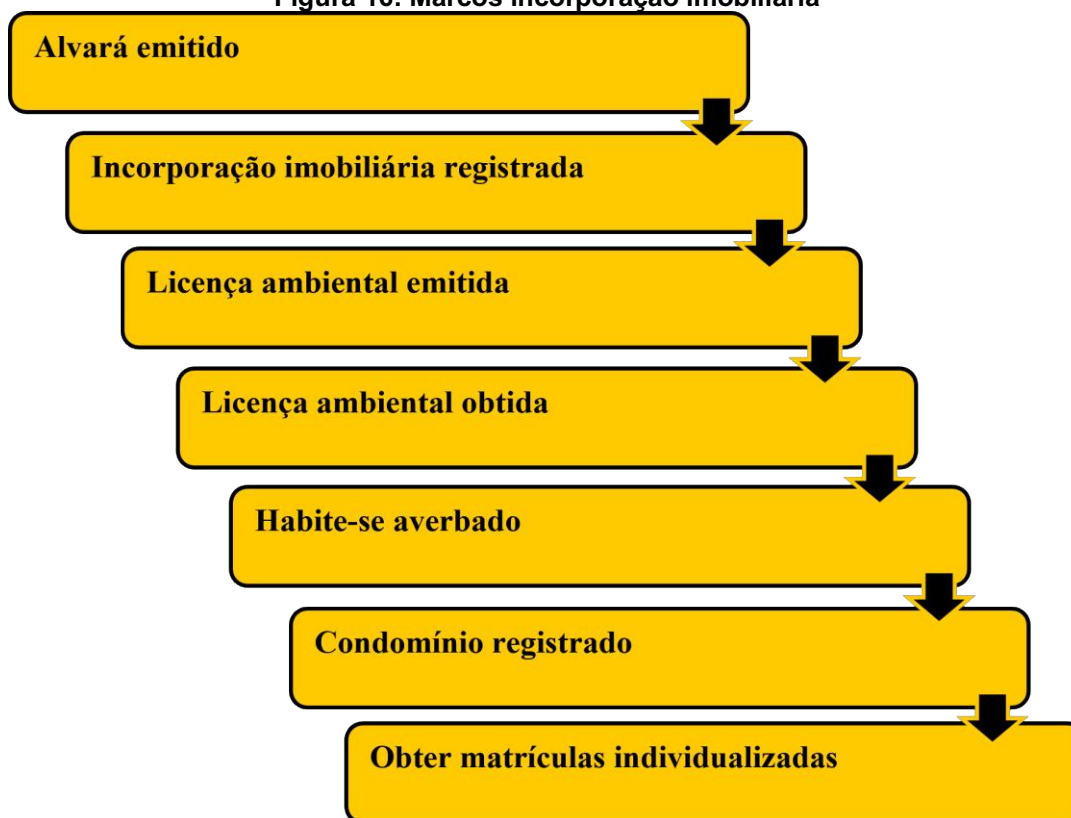 Figura 10: Marcos incorporação imobiliária
Alvará emitido
Incorporação imobiliária registrada
Licença ambiental emitida
Licença ambiental obtida
Habite-se averbado
Condomínio registrado
Obter matrículas individualizadas